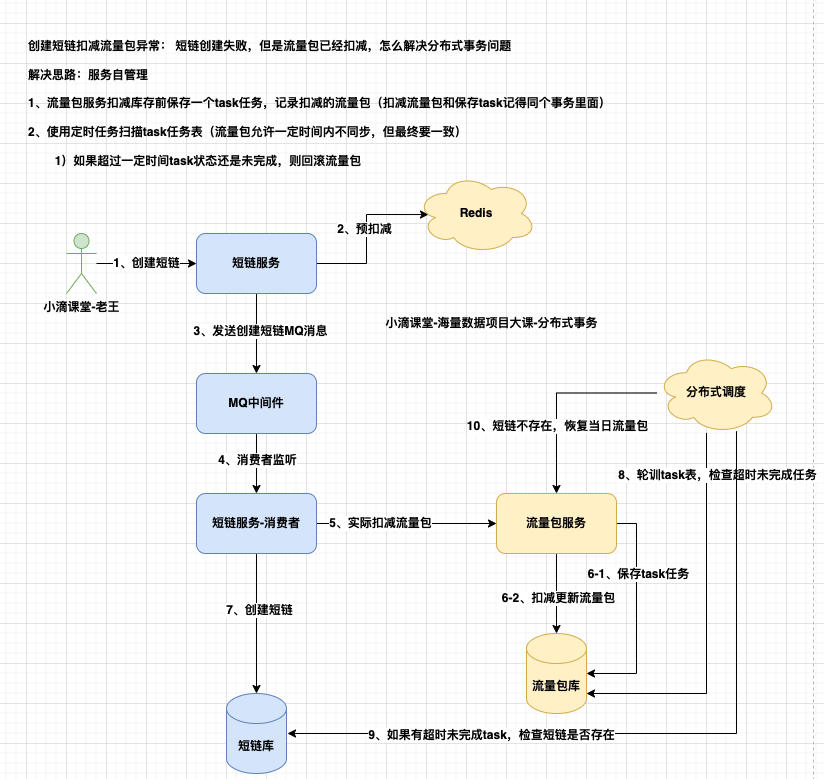 创建短链扣减流量包异常： 短链创建失败，但是流量包已经扣减，怎么解决分布式事务问题
解决思路：服务自管理
1、流量包服务扣减库存前保存一个task任务，记录扣减的流量包（扣减流量包和保存task记得同个事务里面）
2、使用定时任务扫描task任务表（流量包允许一定时间内不同步，但最终要一致）
1）如果超过一定时间task状态还是未完成，则回滚流量包
Redis
2、预扣减
1、创建短链
短链服务
小滴课堂-老王
3、发送创建短链MQ消息
小滴课堂-海量数据项目大课-分布式事务
MQ中间件
分布式调度
10、短链不存在，恢复当日流量包
4、消费者监听
8、轮训task表，检查超时未完成任务
短链服务-消费者
5、实际扣减流量包
流量包服务
6-1、保存task任务
6-2、扣减更新流量包
7、创建短链
流量包库
9、如果有超时未完成task，检查短链是否存在
短链库